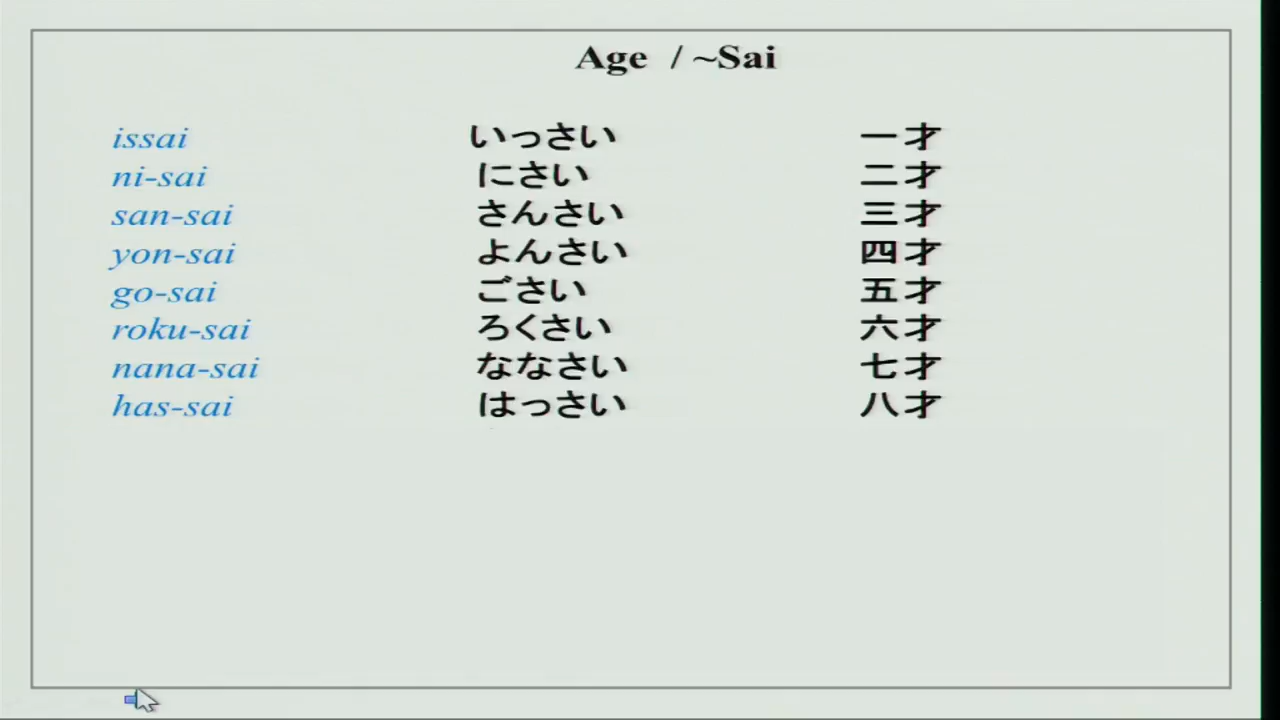 Age / ~Sai
issai いっさい 一才
ni-sai にさい 二才
san-sai さんさい 三才
yon-sai よんさい 四才
go-sai ごさい 五才
roku-sai ろくさい 六才
nana-sai ななさい 七才
has-sai はっさい 八才